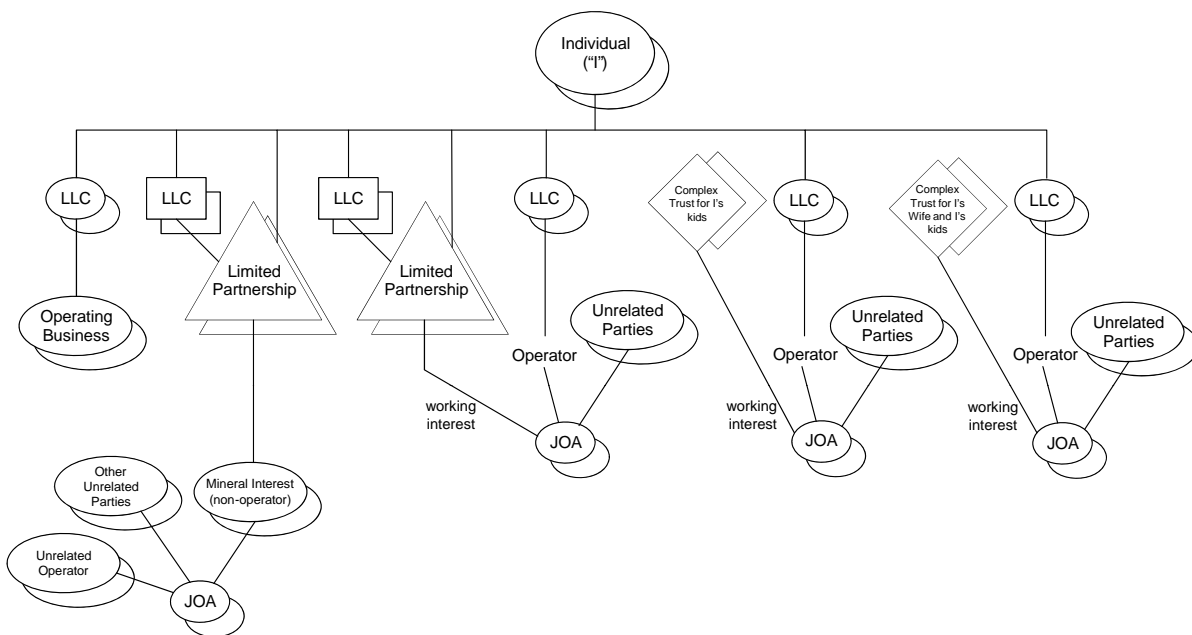 Individual
("I")
LLC
LLC
LLC
LLC
Complex
Trust for I's
kids
LLC
Complex
Trust for I's
Wife and I's
kids
LLC
Limited
Partnership
Limited
Partnership
Operating
Business
Unrelated
Parties
Unrelated
Parties
Unrelated
Parties
Operator
Operator
Operator
working
interest
working
interest
working
interest
JOA
JOA
JOA
Other
Unrelated
Parties
Mineral Interest
(non-operator)
Unrelated
Operator
JOA